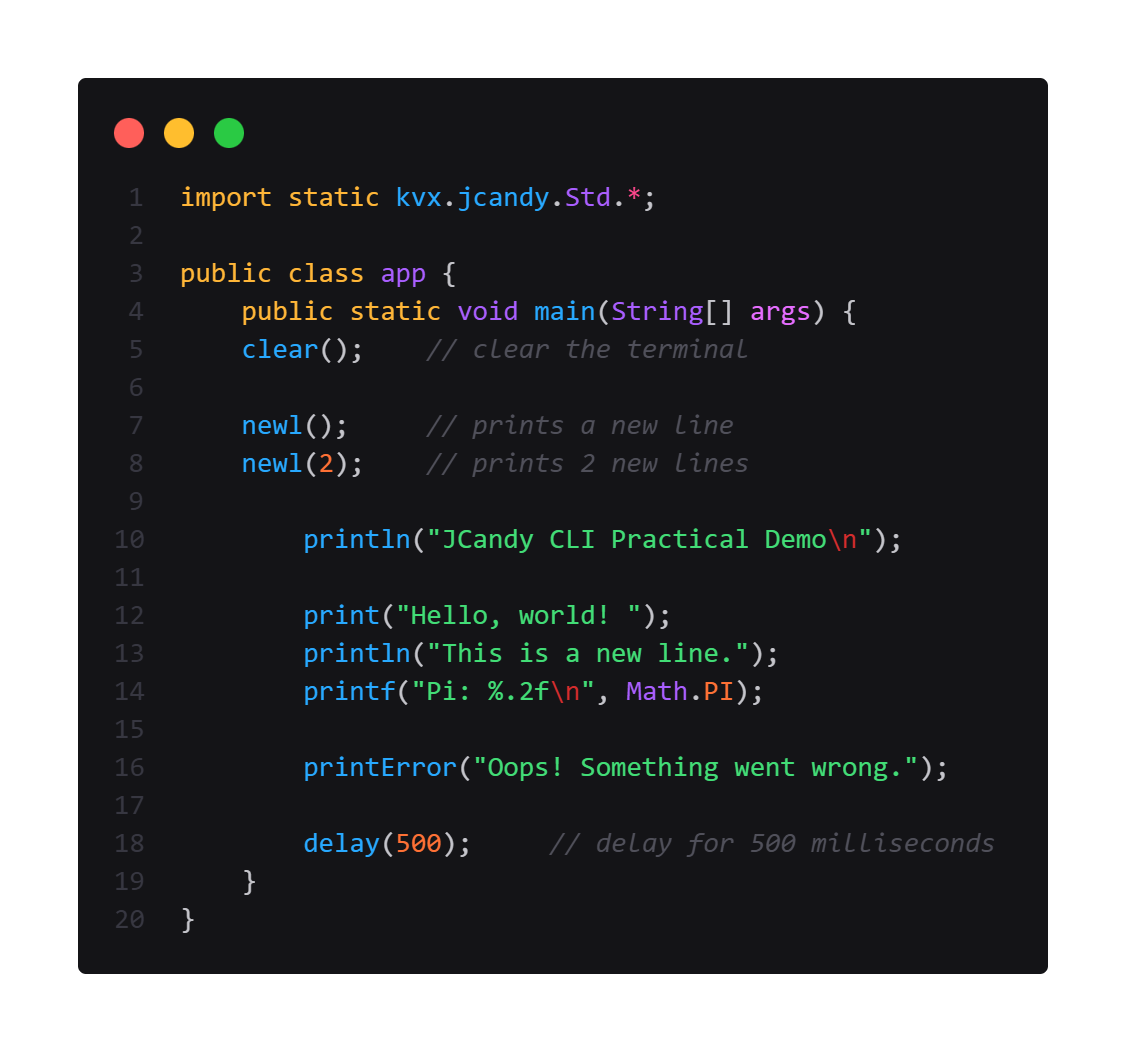 1 import static kvx.jcandy.Std.*;
2
3 public class app {
4     public static void main(String[] args) {
5     clear();    // clear the terminal
6
7     newl();     // prints a new line
8     newl(2);    // prints 2 new lines
9
10         println("JCandy CLI Practical Demo\n");
11
12         print("Hello, world! ");
13         println("This is a new line.");
14         printf("Pi: %.2f\n", Math.PI);
15
16         printError("Oops! Something went wrong.");
17
18         delay(500);     // delay for 500 milliseconds
19     }
20 }